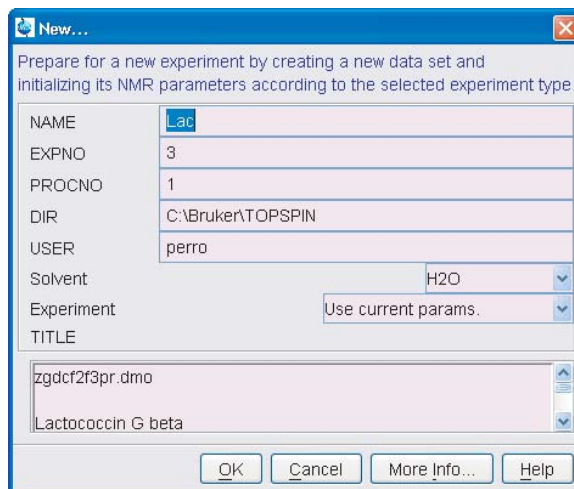 New...
Prepare for a new experiment by creating a new data set and
initializing its NMR parameters according to the selected experiment type.
NAME Lac
EXPNO 3
PROCNO 1
DIR C:\Bruker\TOPSPIN
USER perro
Solvent H2O
Experiment Use current params.
TITLE
zgdcf2f3pr.dmo
Lactococcin G beta
OK Cancel More Info... Help